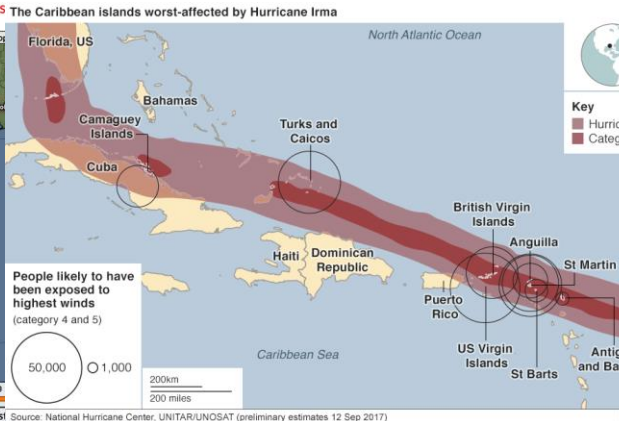 The Caribbean islands worst-affected by Hurricane Irma
North Atlantic Ocean
Florida, US
Bahamas
Camaguey
Islands
Turks and
Caicos
Cuba
Key
British Virgin
Islands
Anguilla
St Martin
Haiti
Dominican
Republic
Puerto
Rico
US Virgin
Islands
St Barts
Caribbean Sea
People likely to have
been exposed to
highest winds
(category 4 and 5)
50,000
1,000
200km
200 miles
Source: National Hurricane Center, UNITAR/UNOSAT (preliminary estimates 12 Sep 2017)